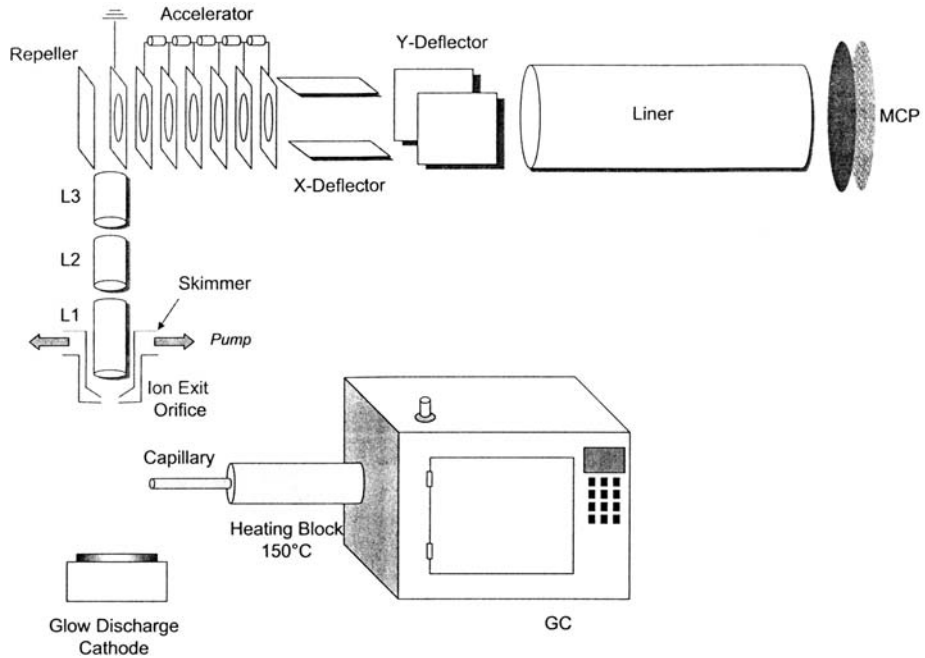 Accelerator
Repeller
Y-Deflector
Liner
MCP
X-Deflector
L3
L2
L1
Skimmer
Pump
Ion Exit
Orifice
Capillary
Heating Block
150°C
Glow Discharge
Cathode
GC